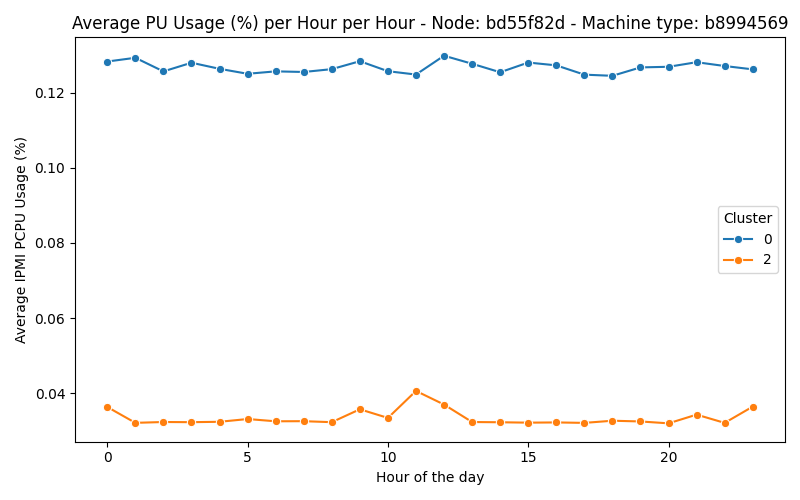 Average PU Usage (%) per Hour per Hour - Node: bd55f82d - Machine type: b8994569
Average IPMI PCPU Usage (%)
0.12
0.10
0.08
0.06
0.04
Cluster
0
2
0 5 10 15 20
Hour of the day